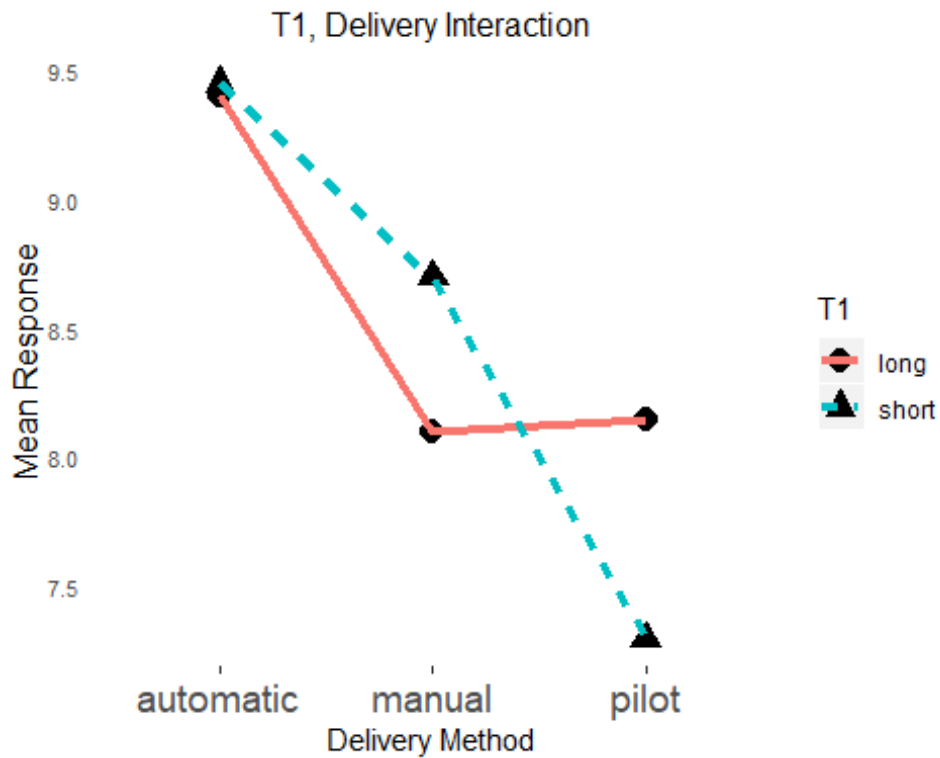 T1, Delivery Interaction
9.5
9.0
8.5
8.0
7.5
Mean Response
automatic manual pilot
Delivery Method
T1
long
short